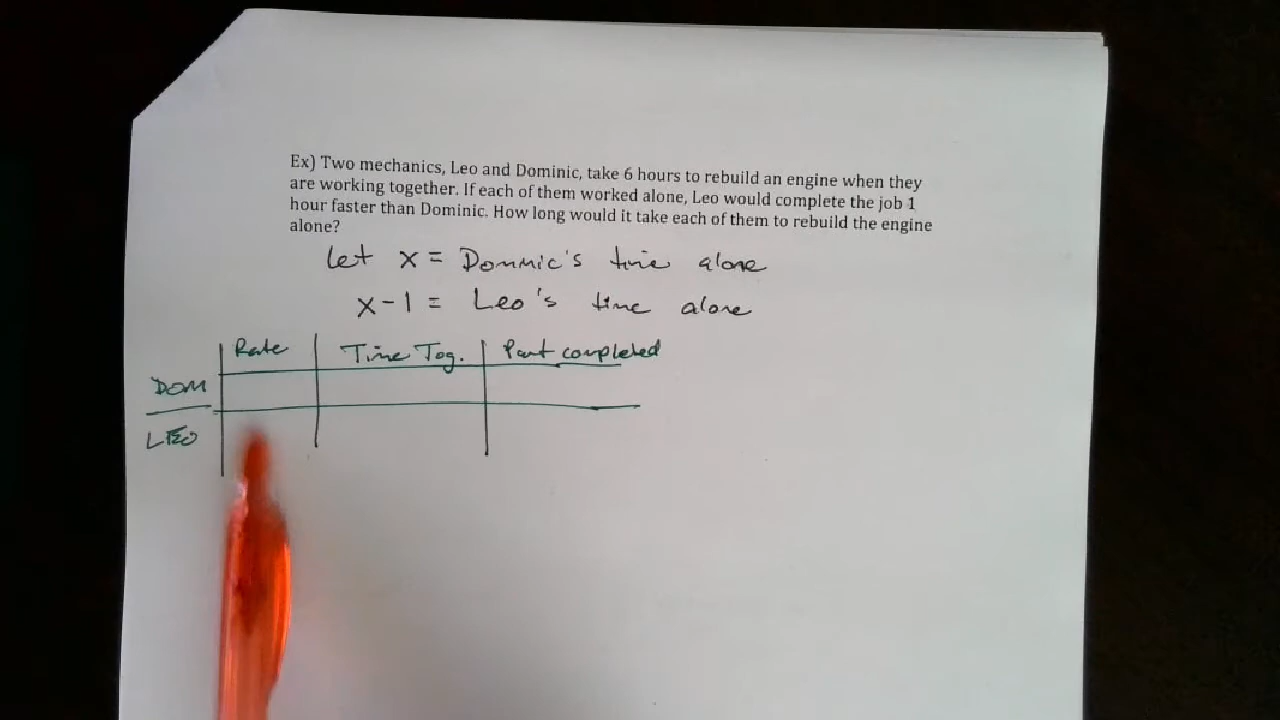 Ex) Two mechanics, Leo and Dominic, take 6 hours to rebuild an engine when they
are working together. If each of them worked alone, Leo would complete the job 1
hour faster than Dominic. How long would it take each of them to rebuild the engine
alone?
Let x = Dominic's time alone
x-1 = Leo's time alone
Rate Time Tog. Part completed
DOM
LEO